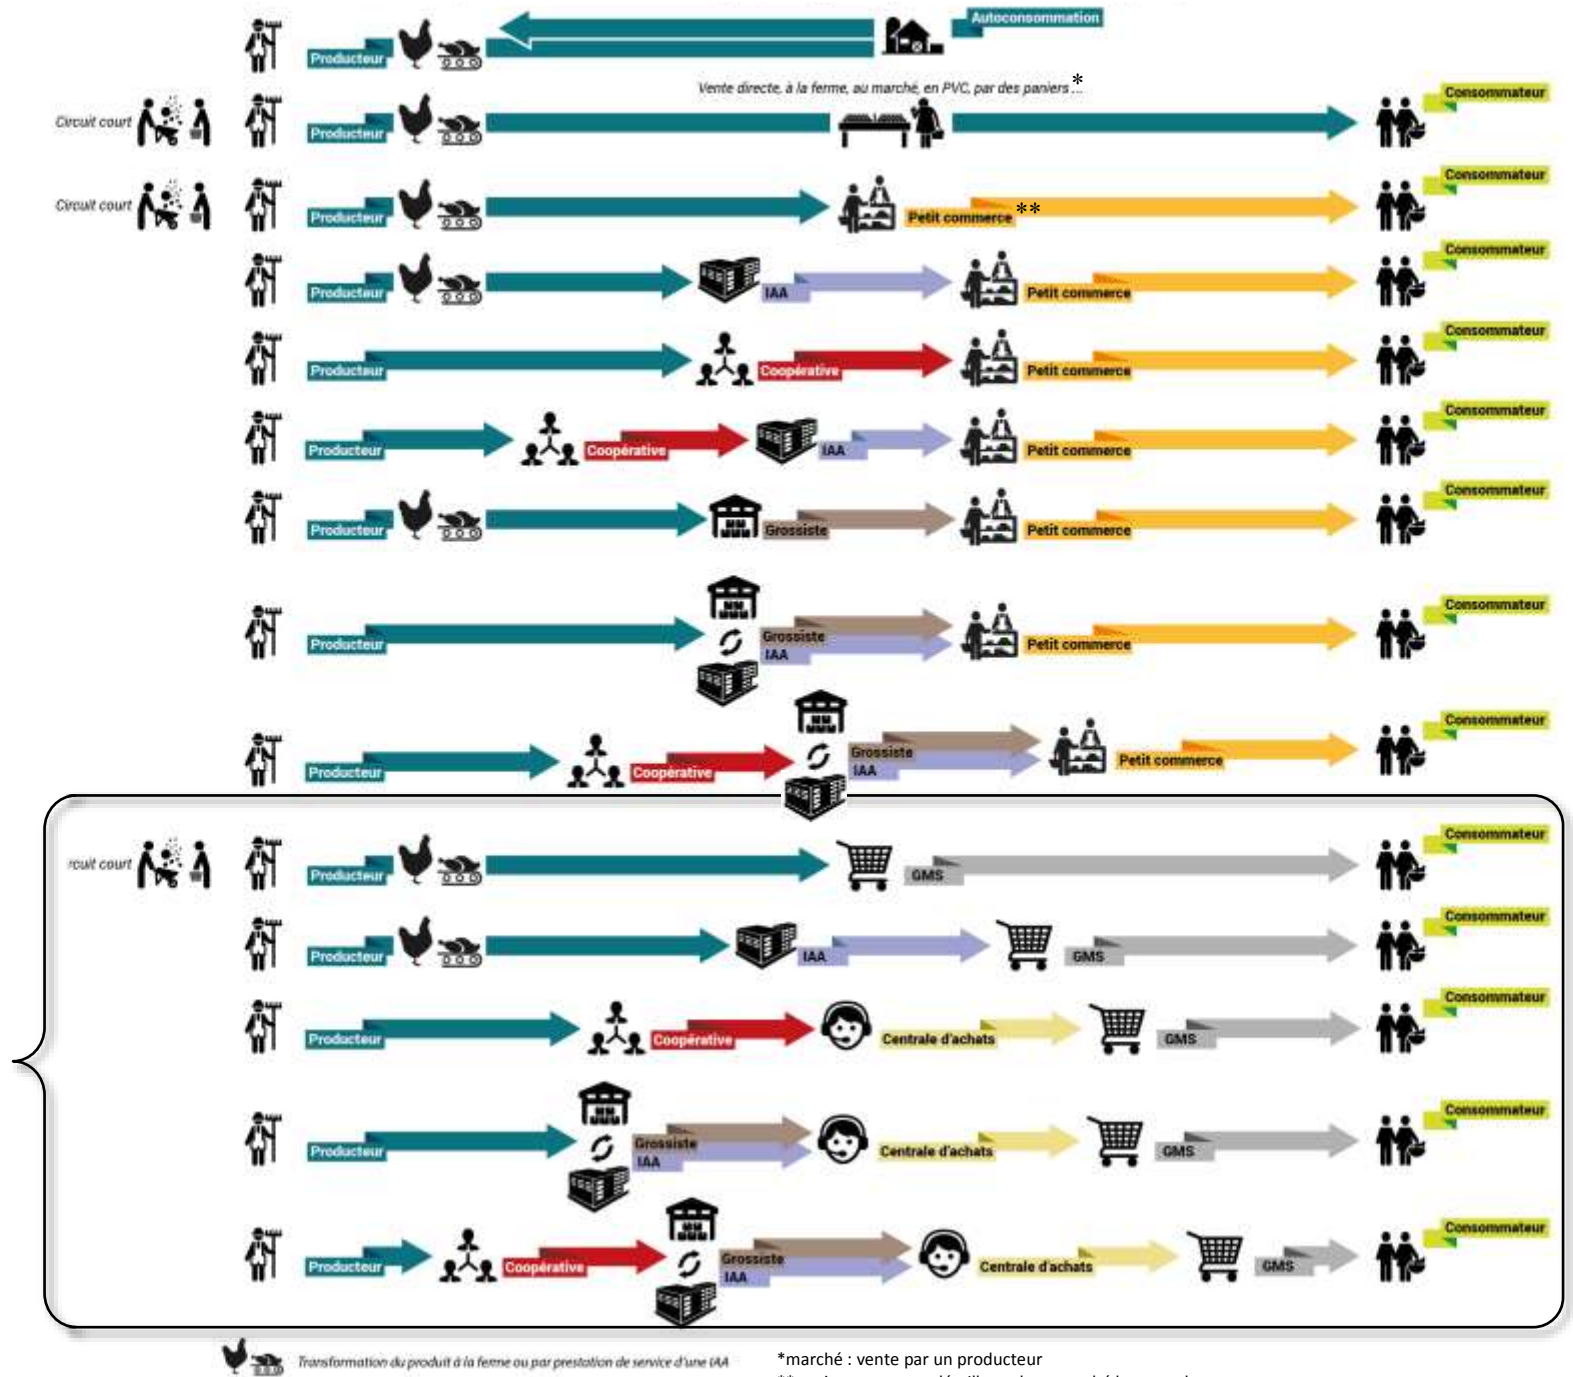 Autoconsommation
Producteur
Vente directe, à la ferme, au marché, en PVC, par des paniers... *
Consommateur
Circuit court
Producteur
Consommateur
Circuit court
Producteur
Petit commerce **
Consommateur
Producteur
IAA
Petit commerce
Consommateur
Producteur
Coopérative
Petit commerce
Consommateur
Producteur
Coopérative
IAA
Petit commerce
Consommateur
Producteur
Grossiste
Petit commerce
Consommateur
Producteur
Grossiste
IAA
Petit commerce
Consommateur
Producteur
Coopérative
Grossiste
IAA
Petit commerce
Consommateur
rcuit court
Producteur
GMS
Consommateur
Producteur
IAA
GMS
Consommateur
Producteur
Coopérative
Centrale d'achats
GMS
Consommateur
Producteur
Grossiste
IAA
Centrale d'achats
GMS
Consommateur
Producteur
Coopérative
Grossiste
IAA
Centrale d'achats
GMS
Transformation du produit à la ferme ou par prestation de service d'une IAA
*marché : vente par un producteur